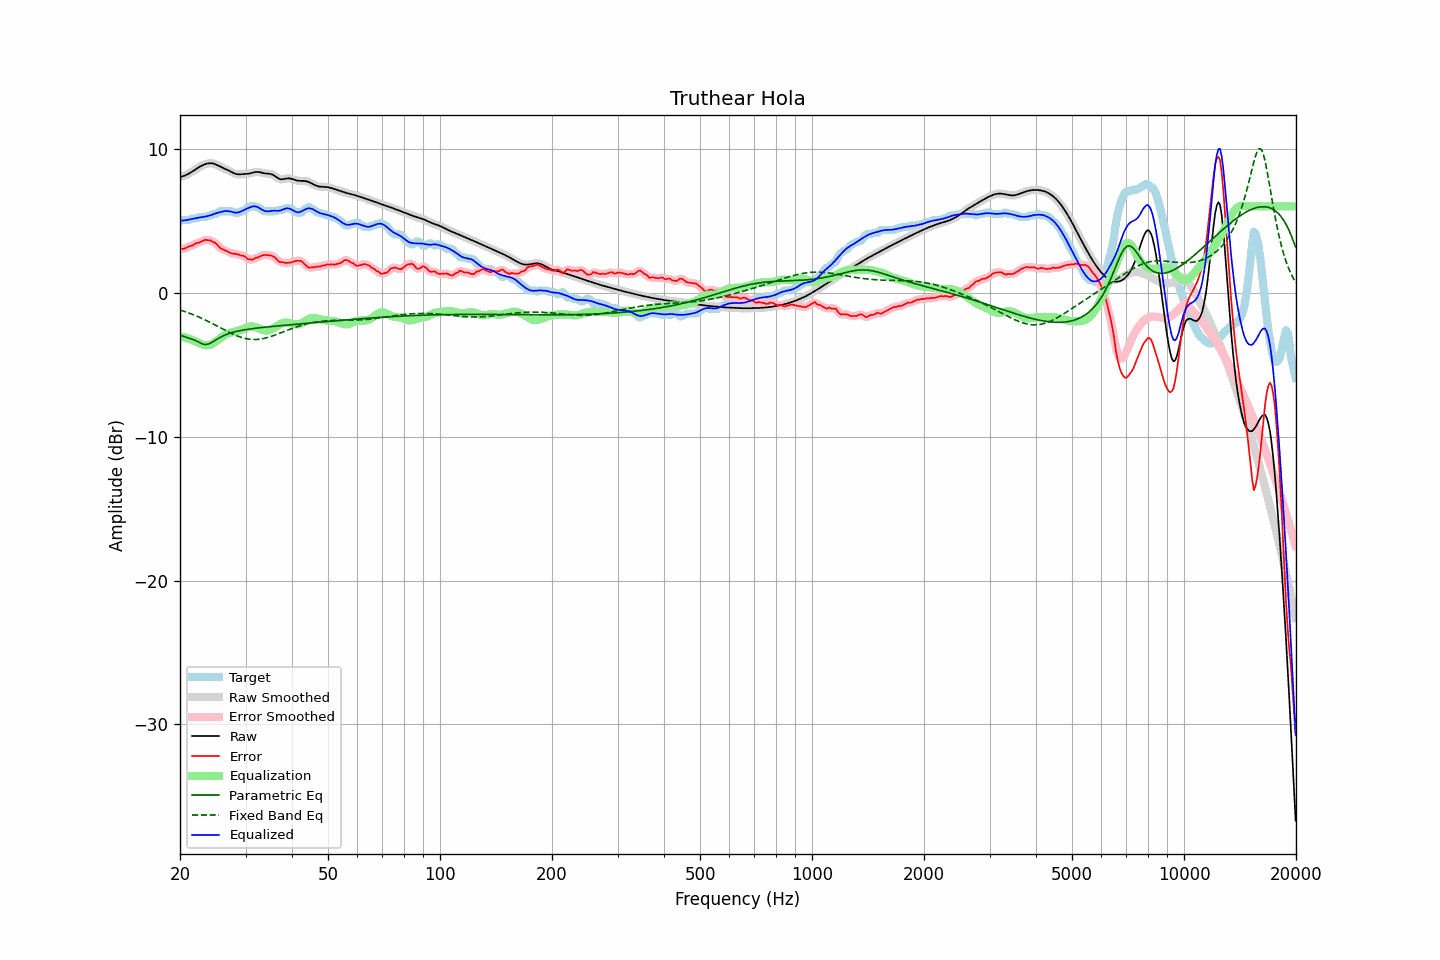 Truthear Hola
10
0
−10
−20
−30
Amplitude (dBr)
Target
Raw Smoothed
Error Smoothed
Raw
Error
Equalization
Parametric Eq
Fixed Band Eq
Equalized
20 50 100 200 500 1000 2000 5000 10000 20000
Frequency (Hz)